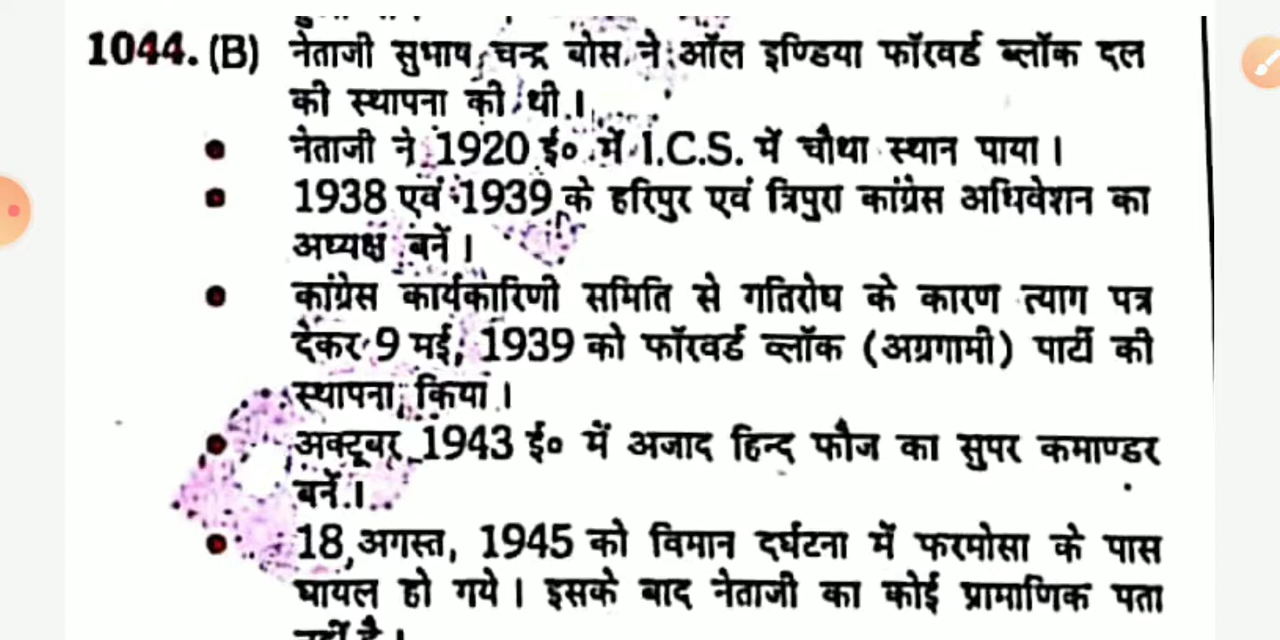 1044. (B) नेताजी सुभाष चन्द्र बोस ने ऑल इण्डिया फॉरवर्ड ब्लॉक दल
की स्थापना की थी।
• नेताजी ने 1920 ई० में I.C.S. में चौथा स्थान पाया।
• 1938 एवं 1939 के हरिपुर एवं त्रिपुरा कांग्रेस अधिवेशन का
अध्यक्ष बनें।
• कांग्रेस कार्यकारिणी समिति से गतिरोध के कारण त्याग पत्र
देकर 9 मई, 1939 को फॉरवर्ड ब्लॉक (अग्रगामी) पार्टी की
स्थापना किया।
• अक्टूबर 1943 ई० में अजाद हिन्द फौज का सुपर कमाण्डर
बनें।
• 18 अगस्त, 1945 को विमान दर्घटना में फरमोसा के पास
घायल हो गये। इसके बाद नेताजी का कोई प्रामाणिक पता
नहीं है।